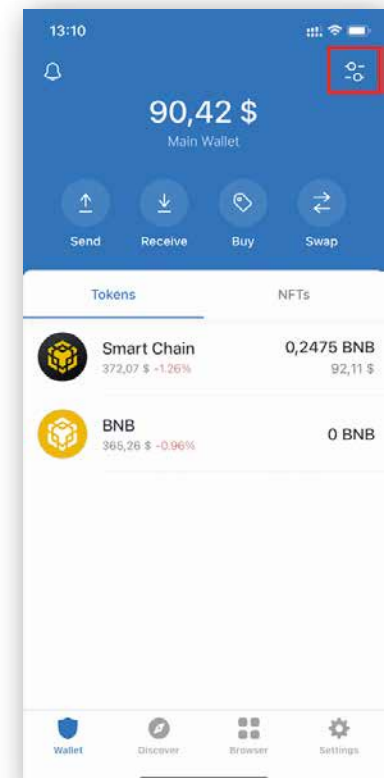 13:10
90,42 $
Main Wallet
Send Receive Buy Swap
Tokens NFTs
Smart Chain 0,2475 BNB
372,07 $ -1.26% 92,11 $
BNB 0 BNB
365,26 $ -0.96%
Wallet Discover Browser Settings